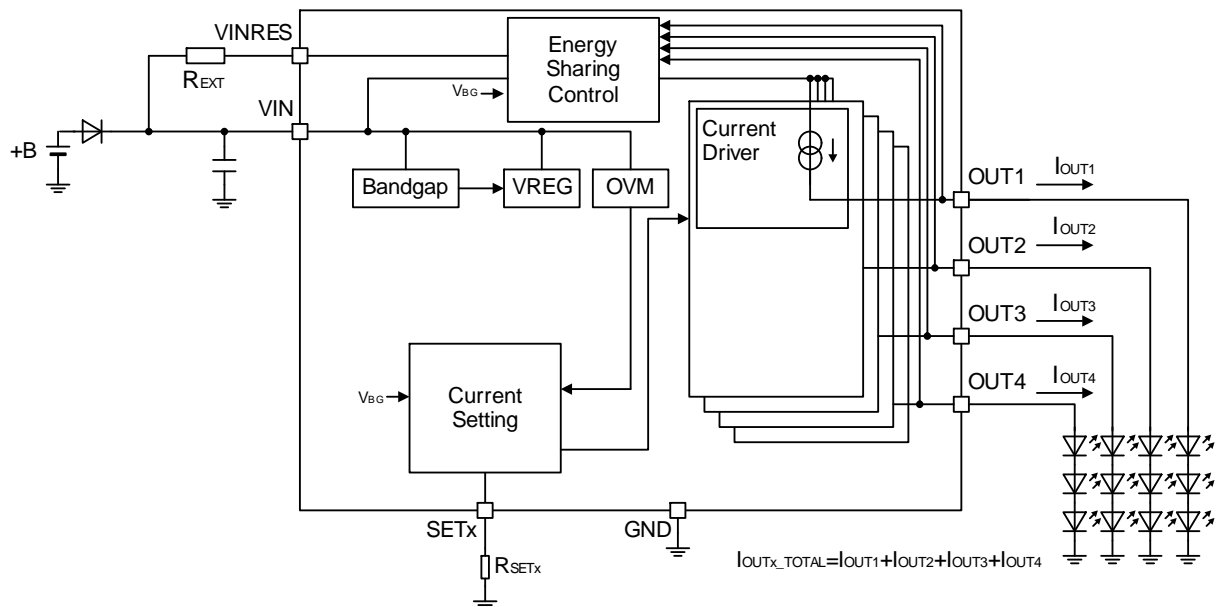 VINRES
REXT
VIN
+B
Energy
Sharing
Control
VBG
Bandgap
VREG
OVM
Current
Driver
OUT1
IOUT1
OUT2
IOUT2
OUT3
IOUT3
OUT4
IOUT4
VBG
Current
Setting
SETx
GND
RSETx
IOUTx_TOTAL=IOUT1+IOUT2+IOUT3+IOUT4